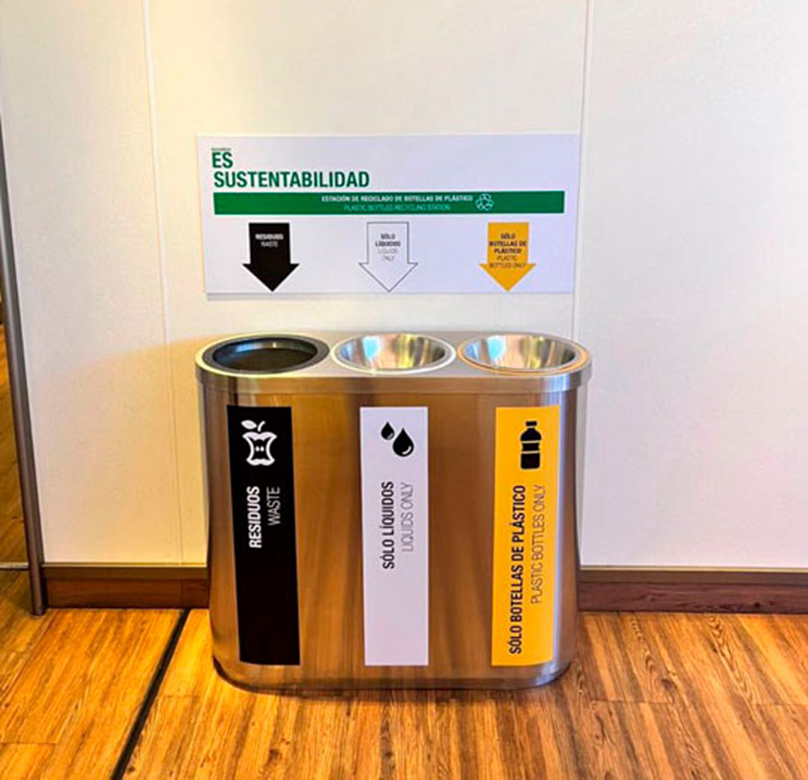 ES
SUSTENTABILIDAD
ESTACIÓN DE RECICLADO DE BOTELLAS DE PLÁSTICO
PLASTIC BOTTLES RECYCLING STATION
RESIDUOS
WASTE
SÓLO
LÍQUIDOS
LIQUIDS
ONLY
SÓLO
BOTELLAS DE
PLÁSTICO
PLASTIC
BOTTLES ONLY
RESIDUOS
WASTE
SÓLO LÍQUIDOS
LIQUIDS ONLY
SÓLO BOTELLAS DE PLÁSTICO
PLASTIC BOTTLES ONLY